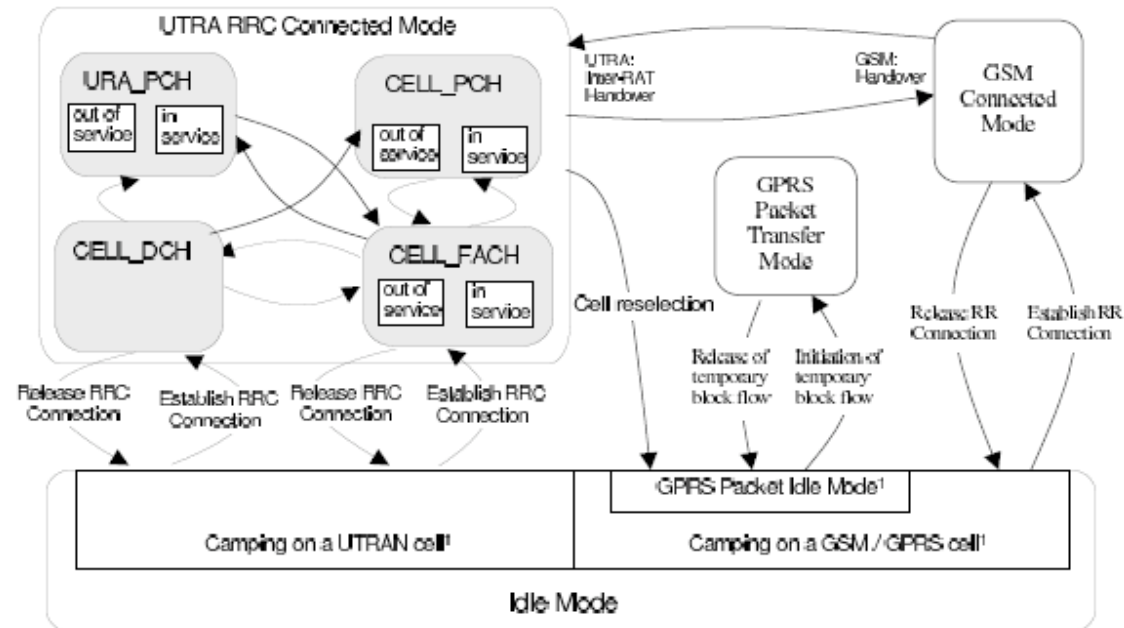 UTRA RRC Connected Mode
URA_PCH
out of
service
in
service
CELL_PCH
out of
service
in
service
CELL_DCH
CELL_FACH
out of
service
in
service
UTRA:
Inter-RAT
Handover
GSM:
Handover
GSM
Connected
Mode
GPRS
Packet
Transfer
Mode
Cell reselection
Release of
temporary
block flow
Initiation of
temporary
block flow
Release RR
Connection
Establish RR
Connection
Release RRC
Connection
Establish RRC
Connection
Release RRC
Connection
Establish RRC
Connection
GPRS Packet Idle Mode¹
Camping on a UTRAN cell¹
Camping on a GSM / GPRS cell¹
Idle Mode